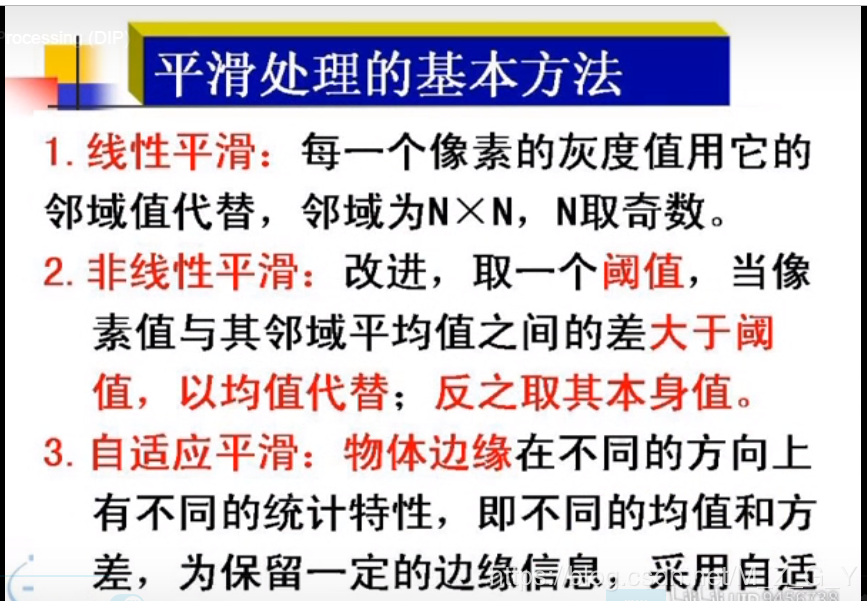 Processing (DIP)
平滑处理的基本方法
1. 线性平滑：每一个像素的灰度值用它的
邻域值代替，邻域为N×N，N取奇数。
2. 非线性平滑：改进，取一个阈值，当像
素值与其邻域平均值之间的差大于阈
值，以均值代替；反之取其本身值。
3. 自适应平滑：物体边缘在不同的方向上
有不同的统计特性，即不同的均值和方
差，为保留一定的边缘信息，采用自适